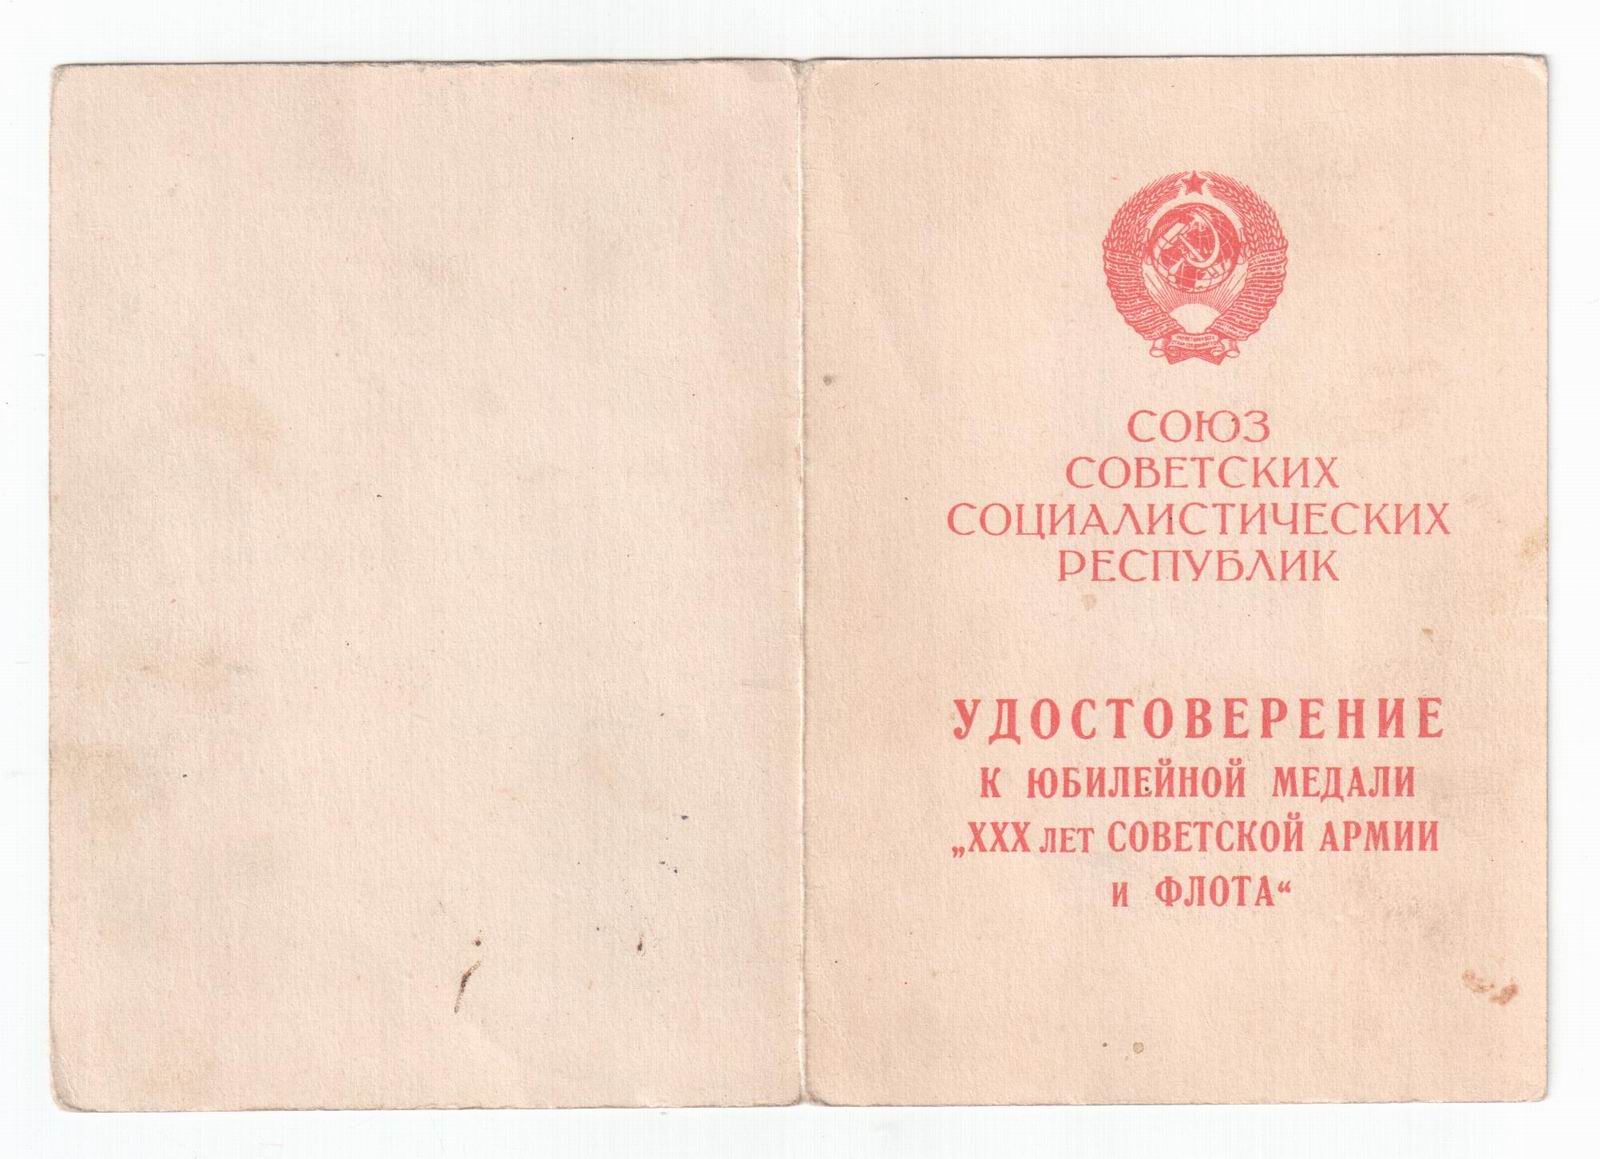 СОЮЗ
СОВЕТСКИХ
СОЦИАЛИСТИЧЕСКИХ
РЕСПУБЛИК
УДОСТОВЕРЕНИЕ
К ЮБИЛЕЙНОЙ МЕДАЛИ
„XXX ЛЕТ СОВЕТСКОЙ АРМИИ
И ФЛОТА“